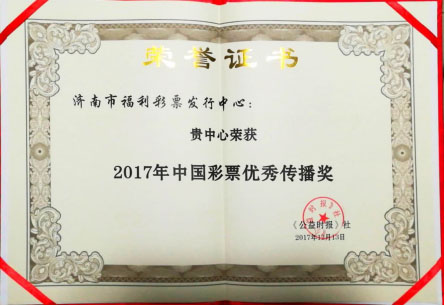 荣誉证书
济南市福利彩票发行中心：
贵中心荣获
2017年中国彩票优秀传播奖
《公益时报》社
2017年12月13日